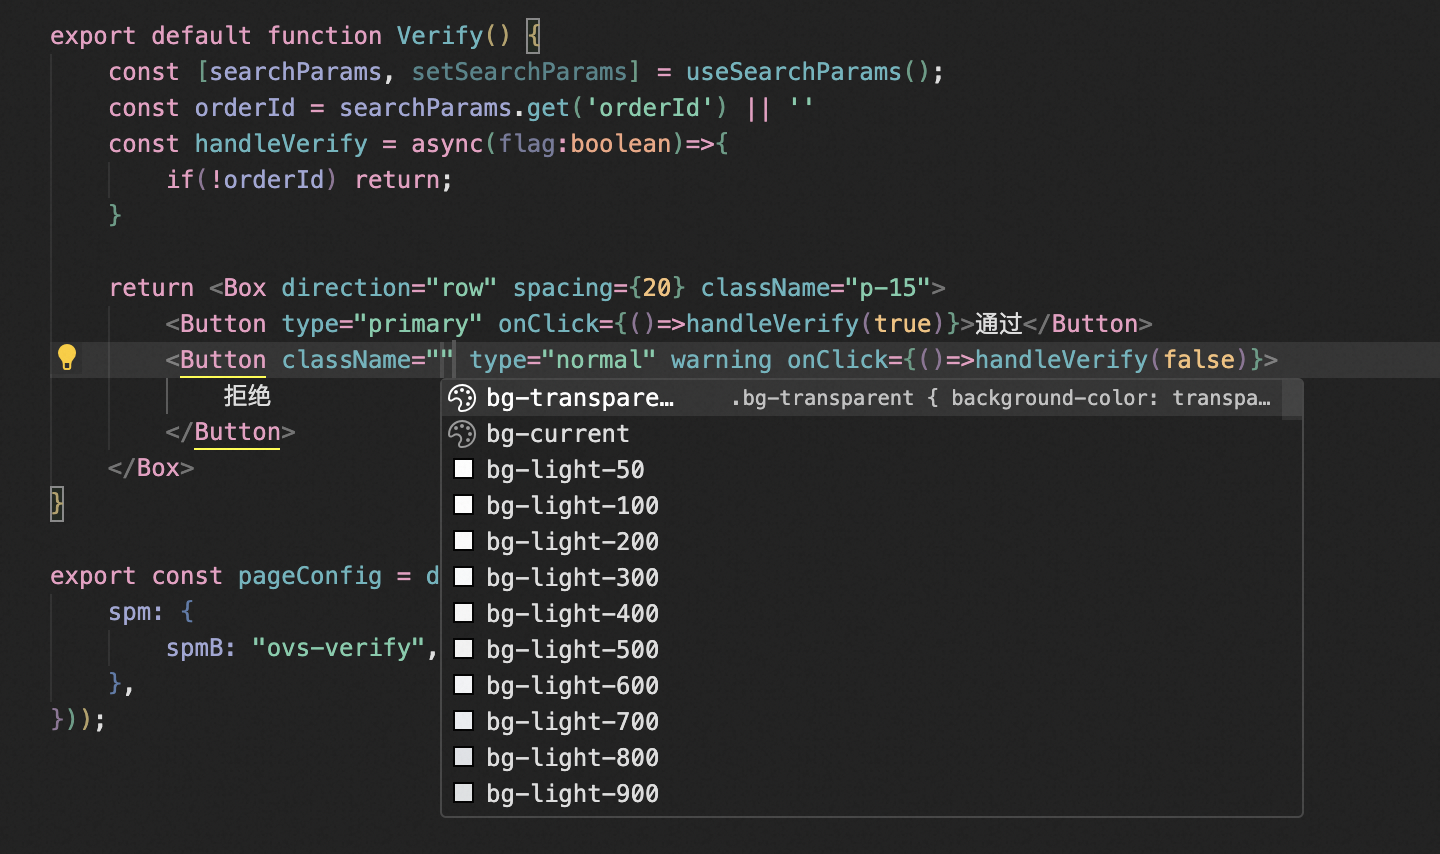 export default function Verify() {
const [searchParams, setSearchParams] = useSearchParams();
const orderId = searchParams.get('orderId') || ''
const handleVerify = async(flag:boolean)=>{
if(!orderId) return;
}
return <Box direction="row" spacing={20} className="p-15">
<Button type="primary" onClick={()=>handleVerify(true)}>通过</Button>
<Button className="" type="normal" warning onClick={()=>handleVerify(false)}>
拒绝
</Button>
</Box>
}
export const pageConfig = d
spm: {
spmB: "ovs-verify",
},
}));
bg-transpare… .bg-transparent { background-color: transpa…
bg-current
bg-light-50
bg-light-100
bg-light-200
bg-light-300
bg-light-400
bg-light-500
bg-light-600
bg-light-700
bg-light-800
bg-light-900